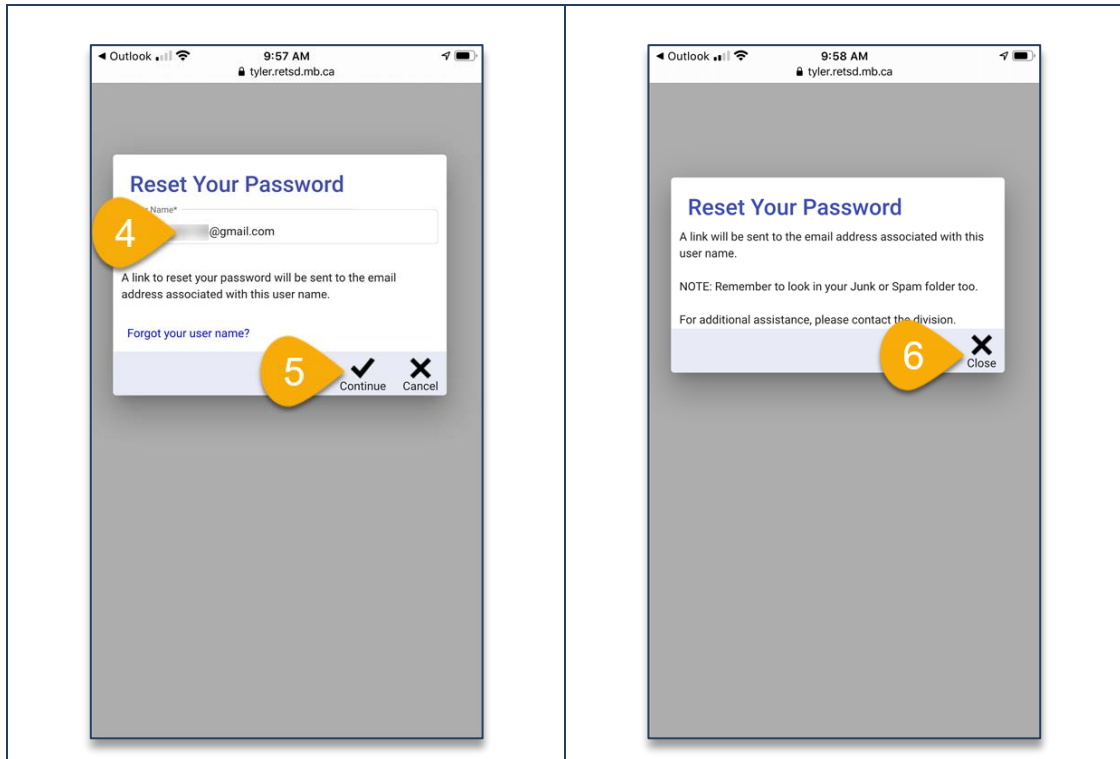 Outlook 9:57 AM
tyler.retsd.mb.ca
Reset Your Password
Name*
4
@gmail.com
A link to reset your password will be sent to the email
address associated with this user name.
Forgot your user name?
5
Continue Cancel
Outlook 9:58 AM
tyler.retsd.mb.ca
Reset Your Password
A link will be sent to the email address associated with this
user name.
NOTE: Remember to look in your Junk or Spam folder too.
For additional assistance, please contact the division.
6
Close